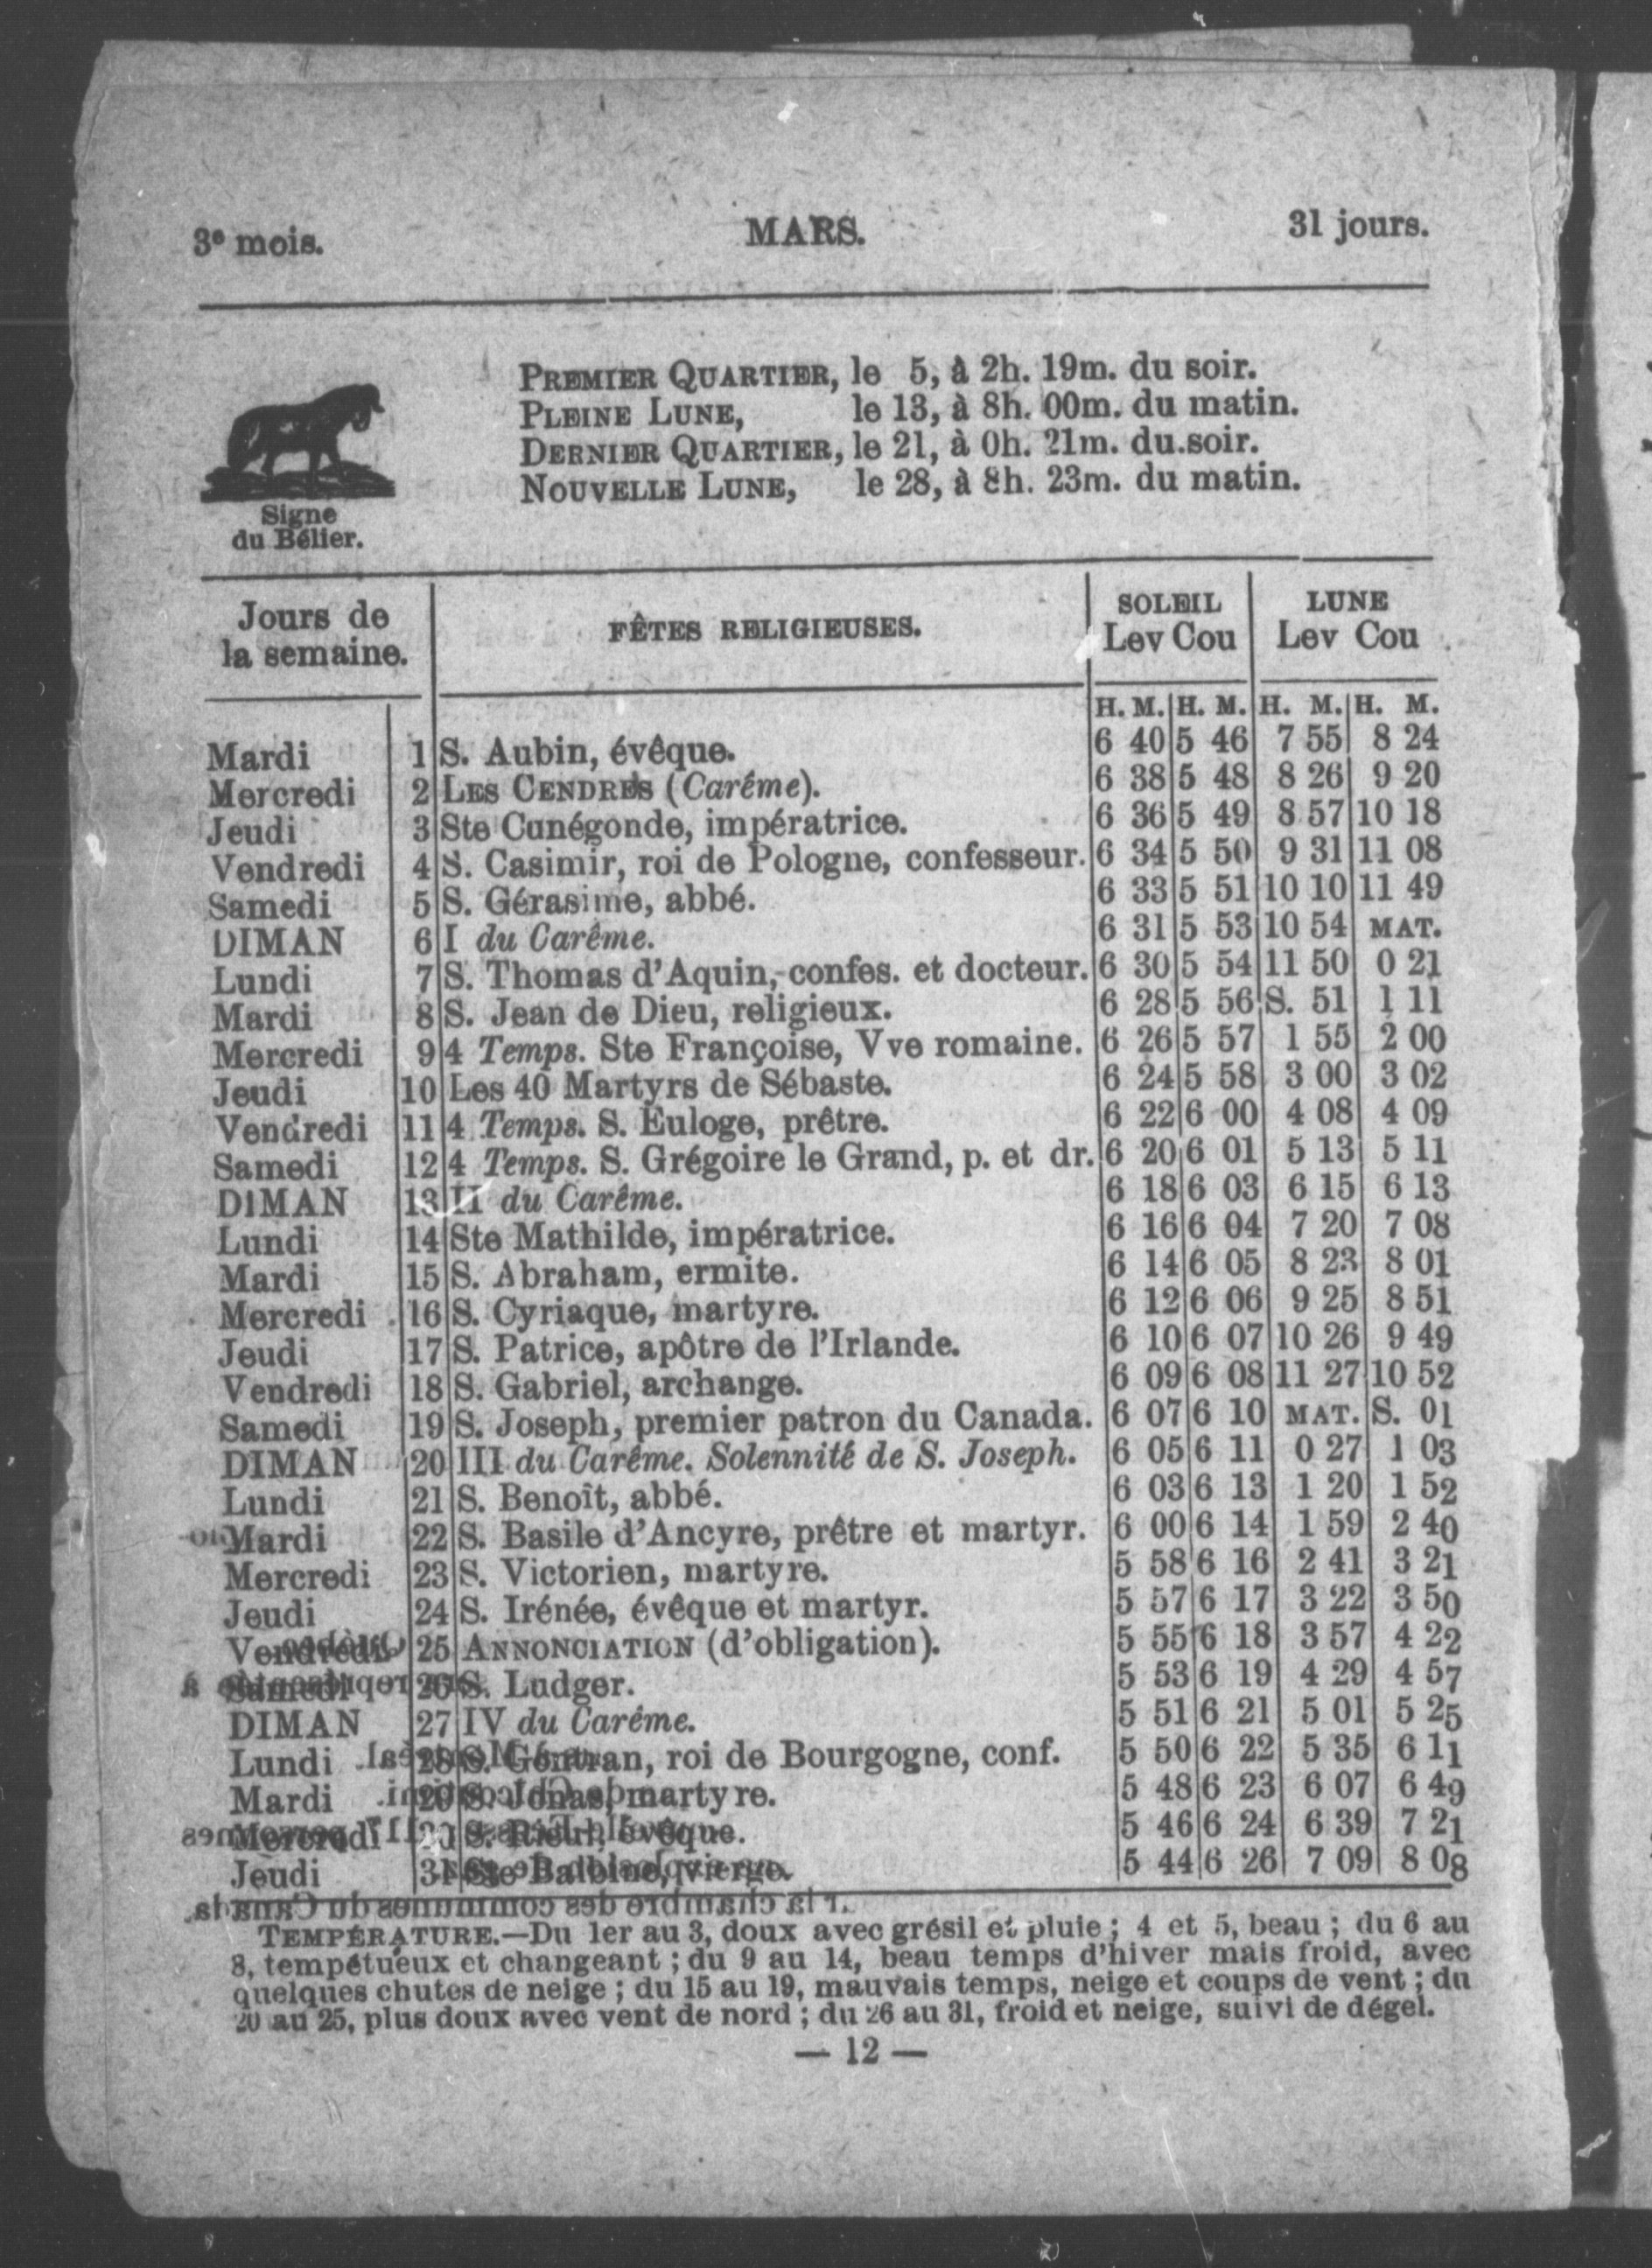 3e mois. MARS. 31 jours.
PREMIER QUARTIER, le 5, à 2h. 19m. du soir.
PLEINE LUNE, le 13, à 8h. 00m. du matin.
DERNIER QUARTIER, le 21, à 0h. 21m. du soir.
NOUVELLE LUNE, le 28, à 8h. 23m. du matin.
Signe
du Bélier.
Jours de la semaine. FÊTES RELIGIEUSES. SOLEIL Lev Cou LUNE Lev Cou
H. M. H. M. H. M. H. M.
Mardi 1 S. Aubin, évêque. 6 40 5 46 7 55 8 24
Mercredi 2 LES CENDRES (Carême). 6 38 5 48 8 26 9 20
Jeudi 3 Ste Cunégonde, impératrice. 6 36 5 49 8 57 10 18
Vendredi 4 S. Casimir, roi de Pologne, confesseur. 6 34 5 50 9 31 11 08
Samedi 5 S. Gérasime, abbé. 6 33 5 51 10 10 11 49
DIMAN 6 I du Carême. 6 31 5 53 10 54 MAT.
Lundi 7 S. Thomas d'Aquin, confes. et docteur. 6 30 5 54 11 50 0 21
Mardi 8 S. Jean de Dieu, religieux. 6 28 5 56 S. 51 1 11
Mercredi 9 4 Temps. Ste Françoise, Vve romaine. 6 26 5 57 1 55 2 00
Jeudi 10 Les 40 Martyrs de Sébaste. 6 24 5 58 3 00 3 02
Vendredi 11 4 Temps. S. Euloge, prêtre. 6 22 6 00 4 08 4 09
Samedi 12 4 Temps. S. Grégoire le Grand, p. et dr. 6 20 6 01 5 13 5 11
DIMAN 13 II du Carême. 6 18 6 03 6 15 6 13
Lundi 14 Ste Mathilde, impératrice. 6 16 6 04 7 20 7 08
Mardi 15 S. Abraham, ermite. 6 14 6 05 8 23 8 01
Mercredi 16 S. Cyriaque, martyre. 6 12 6 06 9 25 8 51
Jeudi 17 S. Patrice, apôtre de l'Irlande. 6 10 6 07 10 26 9 49
Vendredi 18 S. Gabriel, archange. 6 09 6 08 11 27 10 52
Samedi 19 S. Joseph, premier patron du Canada. 6 07 6 10 MAT. S. 01
DIMAN 20 III du Carême. Solennité de S. Joseph. 6 05 6 11 0 27 1 03
Lundi 21 S. Benoît, abbé. 6 03 6 13 1 20 1 52
Mardi 22 S. Basile d'Ancyre, prêtre et martyr. 6 00 6 14 1 59 2 40
Mercredi 23 S. Victorien, martyre. 5 58 6 16 2 41 3 21
Jeudi 24 S. Irénée, évêque et martyr. 5 57 6 17 3 22 3 50
Vendredi 25 ANNONCIATION (d'obligation). 5 55 6 18 3 57 4 22
Samedi 26 S. Ludger. 5 53 6 19 4 29 4 57
DIMAN 27 IV du Carême. 5 51 6 21 5 01 5 25
Lundi 28 S. Gontran, roi de Bourgogne, conf. 5 50 6 22 5 35 6 11
Mardi 29 S. Jonas, martyre. 5 48 6 23 6 07 6 49
Mercredi 30 S. Rieul, évêque. 5 46 6 24 6 39 7 21
Jeudi 31 Ste Balbine, vierge. 5 44 6 26 7 09 8 08
TEMPÉRATURE.—Du 1er au 3, doux avec grésil et pluie ; 4 et 5, beau ; du 6 au
8, tempétueux et changeant ; du 9 au 14, beau temps d'hiver mais froid, avec
quelques chutes de neige ; du 15 au 19, mauvais temps, neige et coups de vent ; du
20 au 25, plus doux avec vent de nord ; du 26 au 31, froid et neige, suivi de dégel.
— 12 —